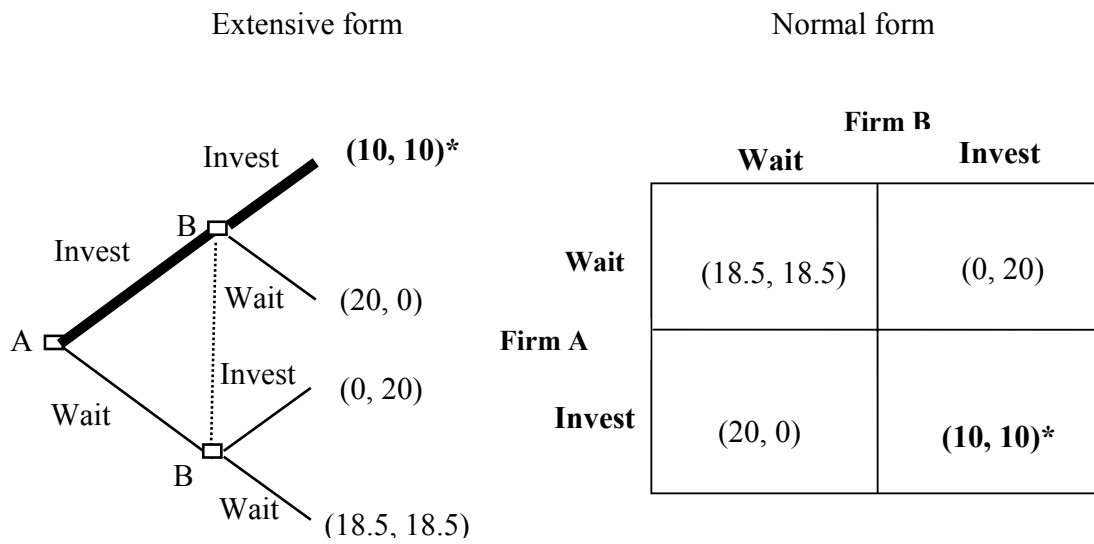 Extensive form
Normal form
Invest
(10, 10)*
B
Invest
Wait
(20, 0)
A
Invest
(0, 20)
Wait
B
Wait
(18.5, 18.5)
Firm B
Wait
Invest
Wait
(18.5, 18.5)
(0, 20)
Firm A
Invest
(20, 0)
(10, 10)*